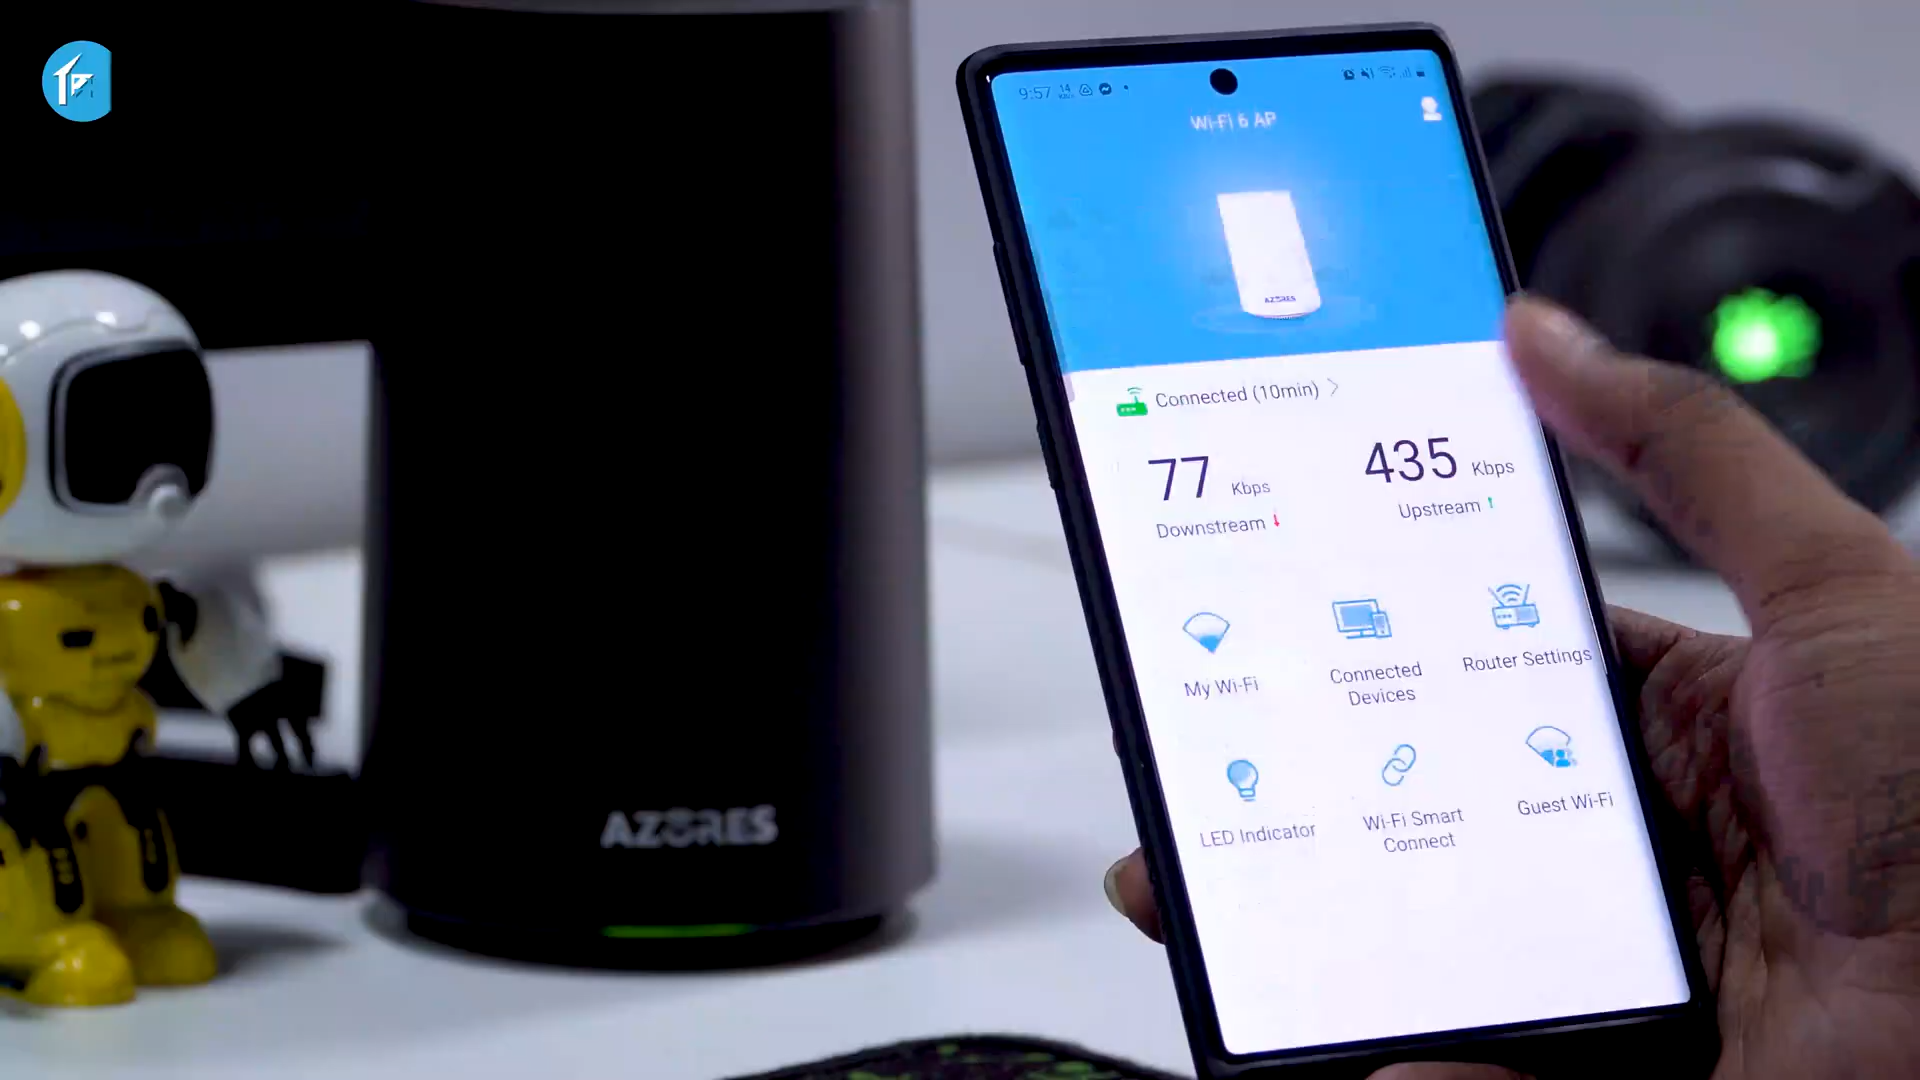 9:57
Wi-Fi 6 AP
AZORES
Connected (10min)
77 Kbps
Downstream
435 Kbps
Upstream
My Wi-Fi
Connected
Devices
Router Settings
LED Indicator
Wi-Fi Smart
Connect
Guest Wi-Fi
AZORES